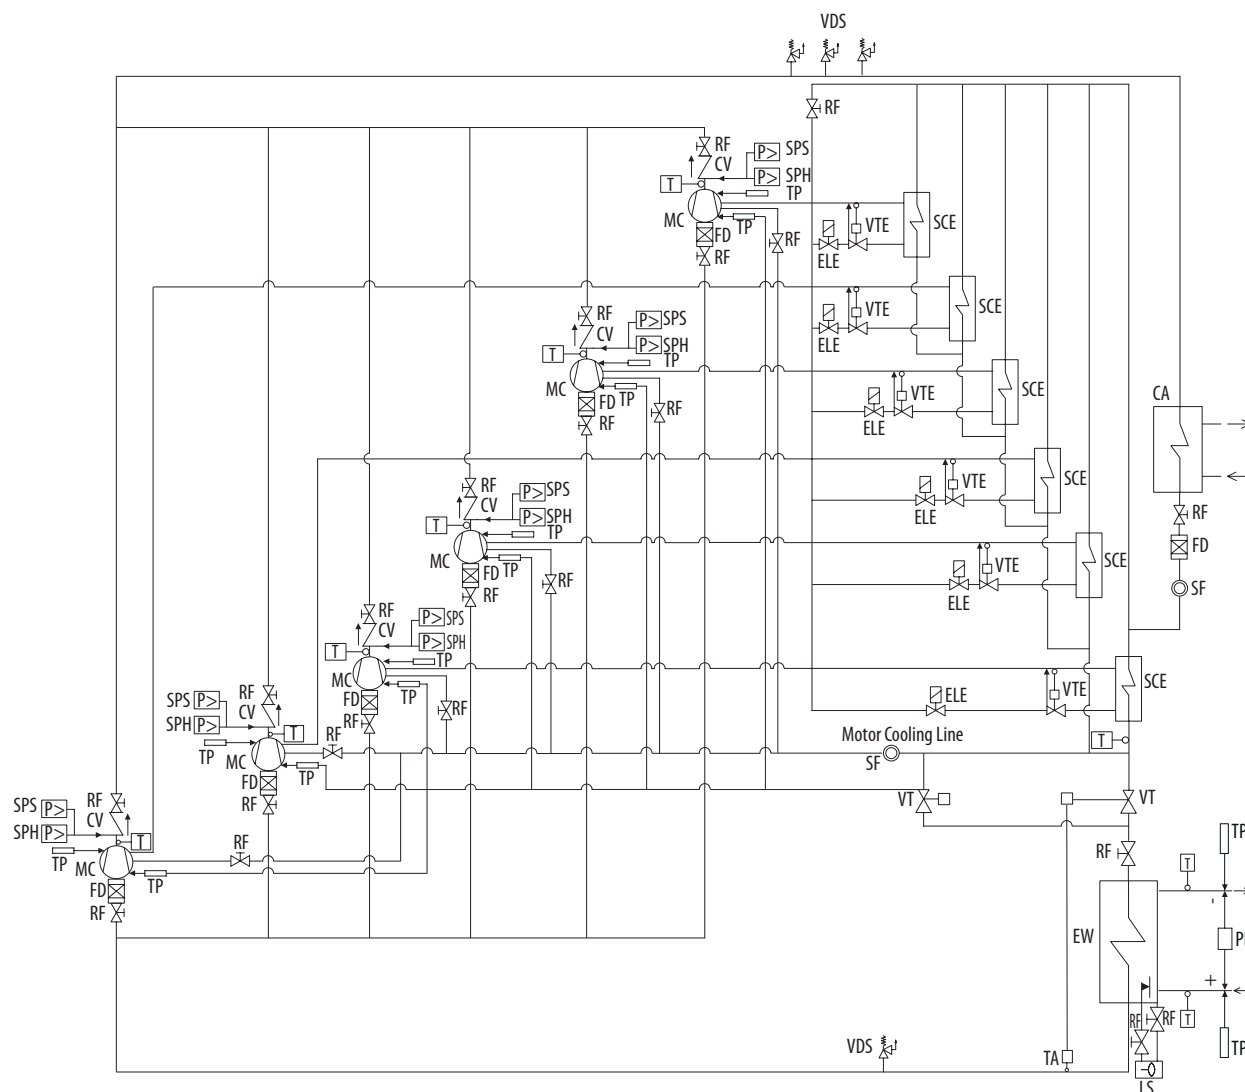 VDS
RF
RF
CV
P>
SPS
P>
SPH
T
TP
MC
TP
FD
RF
RF
VTE
ELE
SCE
RF
CV
P>
SPS
P>
SPH
T
TP
MC
TP
FD
RF
RF
VTE
ELE
SCE
VTE
ELE
SCE
CA
RF
CV
P>
SPS
P>
SPH
T
TP
MC
TP
FD
RF
RF
VTE
ELE
SCE
RF
FD
SF
VTE
ELE
SCE
RF
CV
P>
SPS
P>
SPH
T
TP
MC
TP
FD
RF
RF
ELE
VTE
SCE
SPS
P>
SPH
P>
RF
CV
T
TP
MC
RF
TP
FD
RF
Motor Cooling Line
SF
T
VT
VT
SPS
P>
SPH
P>
RF
CV
T
TP
MC
RF
TP
FD
RF
RF
TP
T
-
EW
+
T
TP
RF
RF
VDS
TA